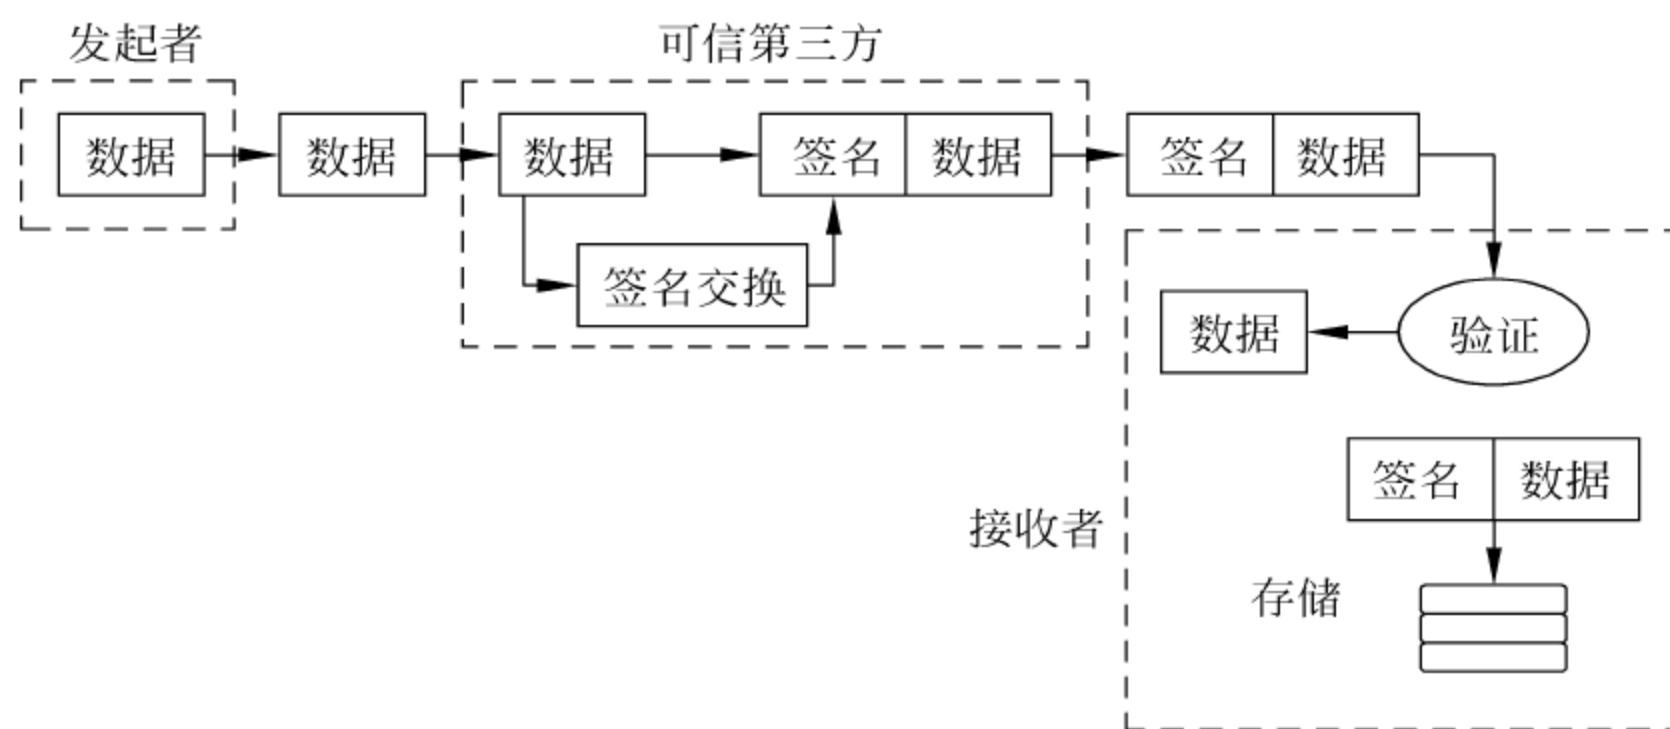 发起者
可信第三方
数据
数据
数据
签名 数据
签名 数据
签名交换
数据
验证
签名 数据
接收者
存储